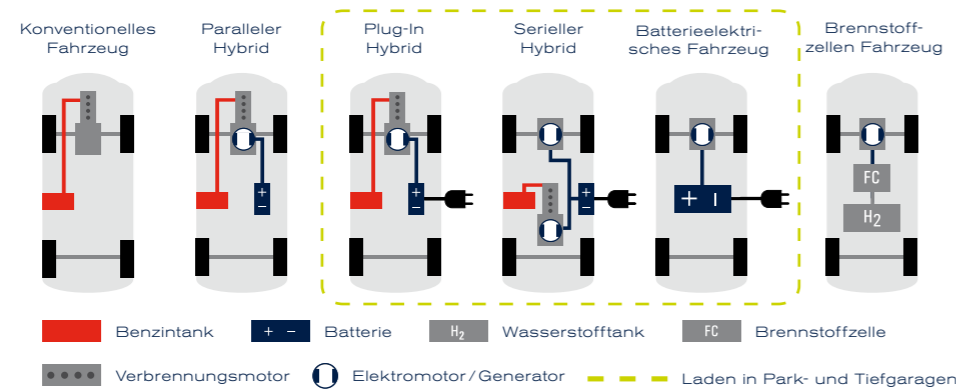 Konventionelles
Fahrzeug
Paralleler
Hybrid
Plug-In
Hybrid
Serieller
Hybrid
Batterieelektri-
sches Fahrzeug
Brennstoff-
zellen Fahrzeug
+
–
+
–
+
–
+ –
FC
H₂
Benzintank
+ – Batterie
H₂ Wasserstofftank
FC Brennstoffzelle
Verbrennungsmotor
Elektromotor/Generator
Laden in Park- und Tiefgaragen